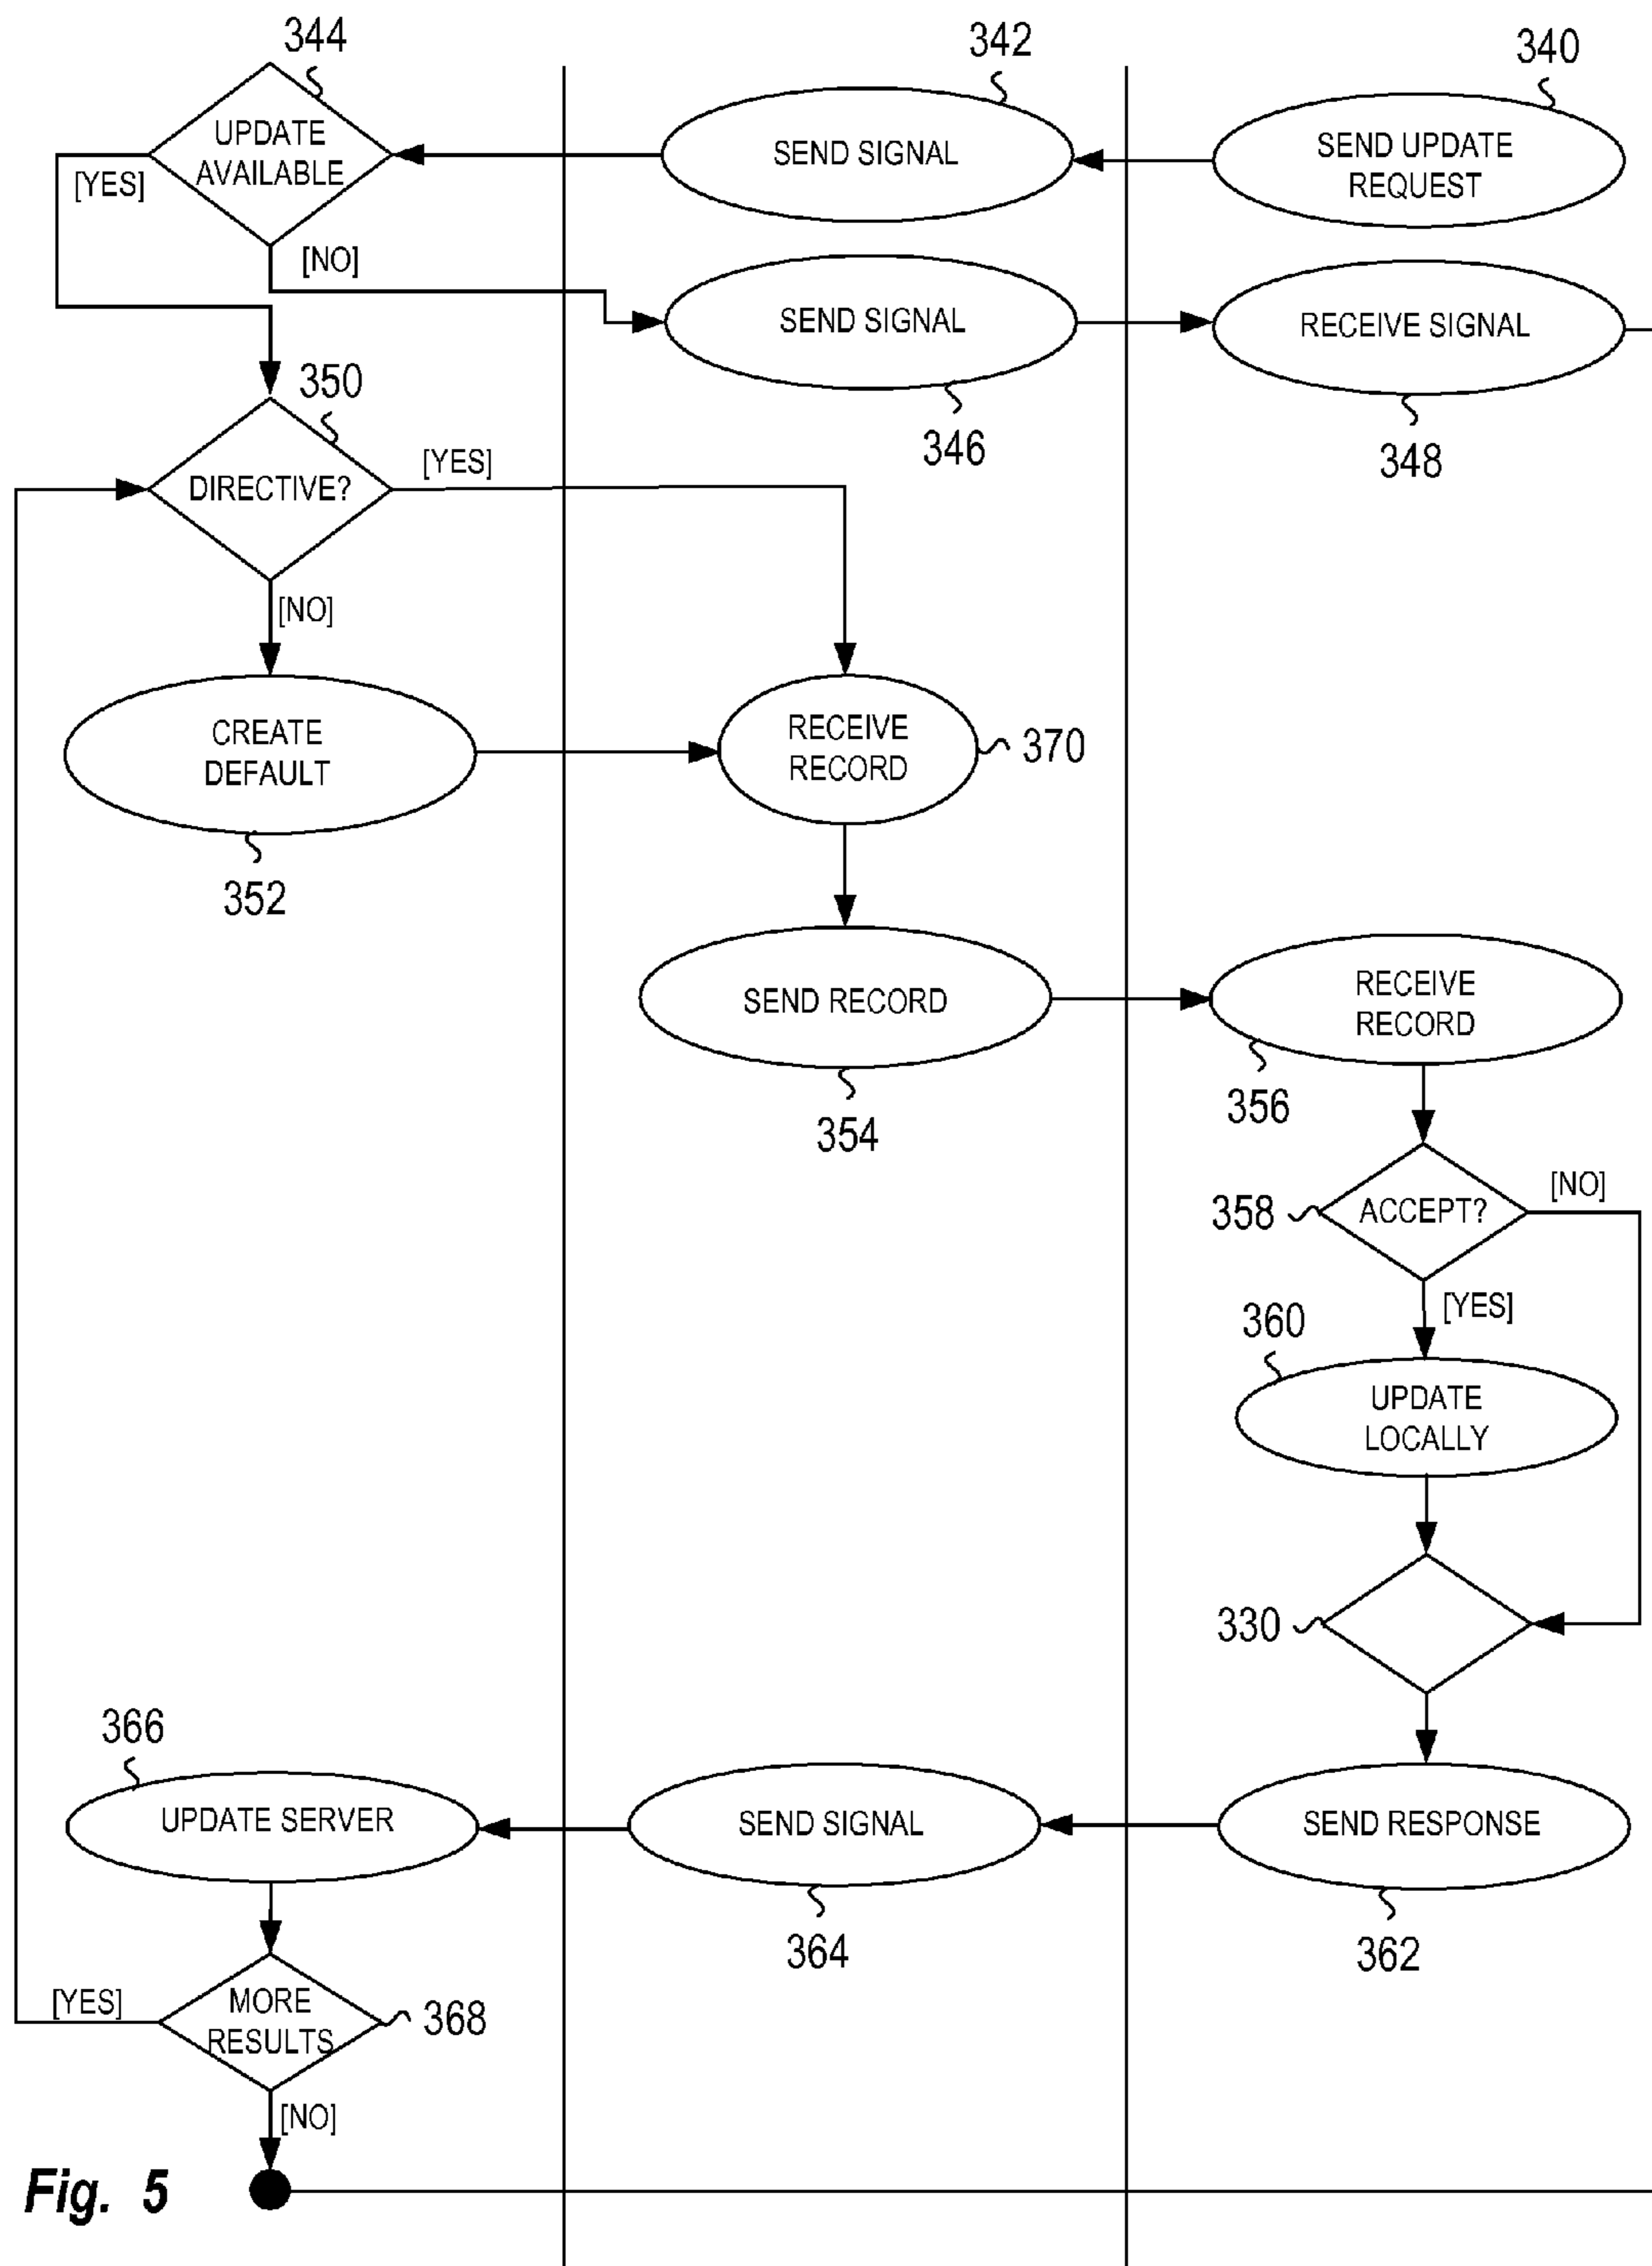 344
342
340
UPDATE
AVAILABLE
SEND SIGNAL
SEND UPDATE
REQUEST
[YES]
[NO]
SEND SIGNAL
RECEIVE SIGNAL
350
346
348
[YES]
DIRECTIVE?
[NO]
CREATE
DEFAULT
RECEIVE
RECORD
370
352
SEND RECORD
RECEIVE
RECORD
356
354
358
ACCEPT?
[NO]
[YES]
360
UPDATE
LOCALLY
330
366
UPDATE SERVER
SEND SIGNAL
SEND RESPONSE
364
362
[YES]
MORE
RESULTS
368
[NO]
Fig. 5